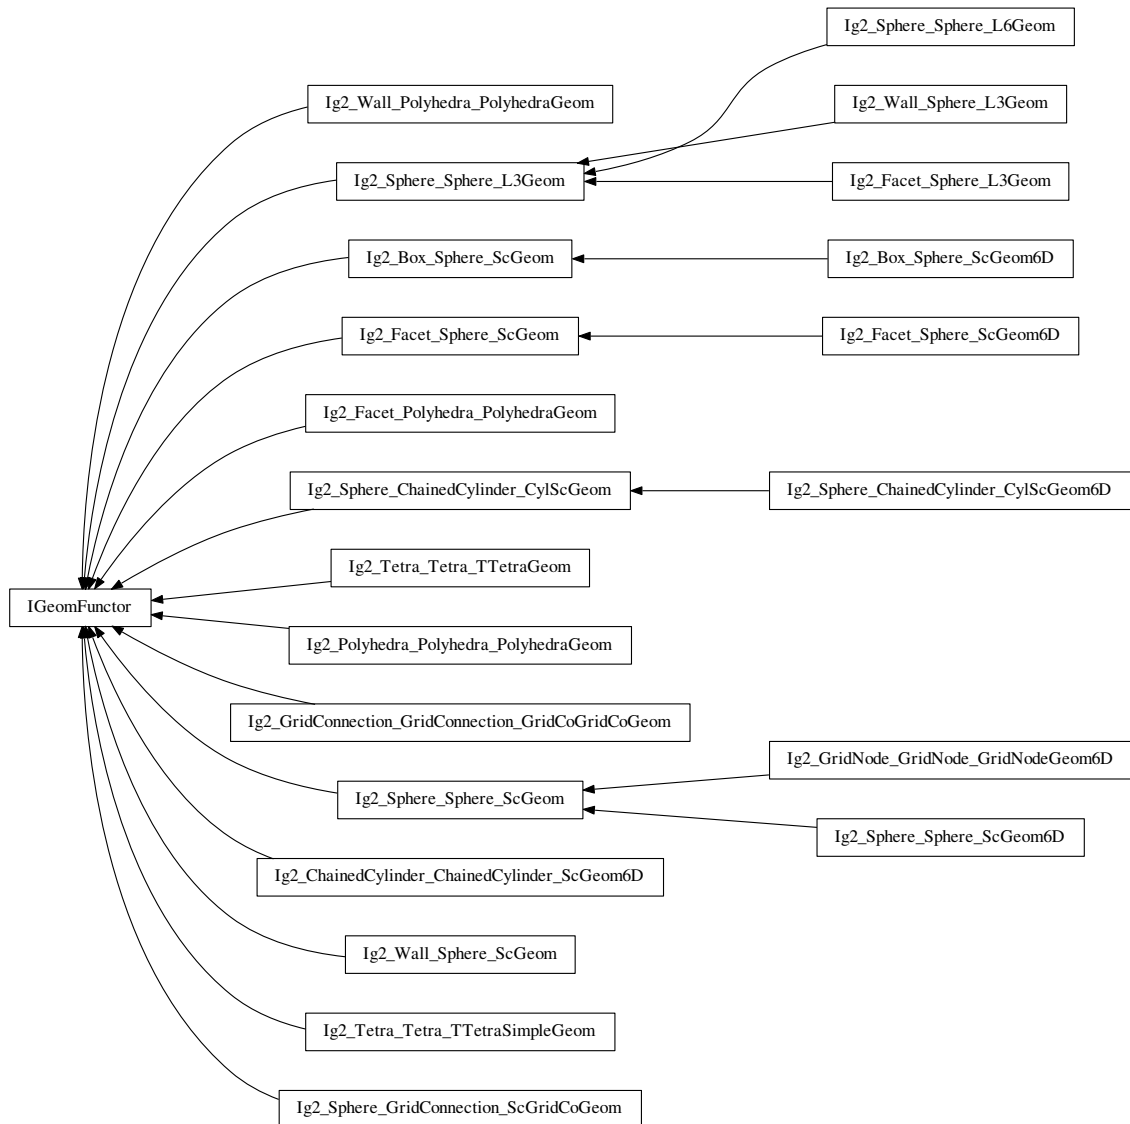 Ig2_Sphere_Sphere_L6Geom
Ig2_Wall_Polyhedra_PolyhedraGeom
Ig2_Wall_Sphere_L3Geom
Ig2_Sphere_Sphere_L3Geom
Ig2_Facet_Sphere_L3Geom
Ig2_Box_Sphere_ScGeom
Ig2_Box_Sphere_ScGeom6D
Ig2_Facet_Sphere_ScGeom
Ig2_Facet_Sphere_ScGeom6D
Ig2_Facet_Polyhedra_PolyhedraGeom
Ig2_Sphere_ChainedCylinder_CylScGeom
Ig2_Sphere_ChainedCylinder_CylScGeom6D
Ig2_Tetra_Tetra_TTetraGeom
IGeomFunctor
Ig2_Polyhedra_Polyhedra_PolyhedraGeom
Ig2_GridConnection_GridConnection_GridCoGridCoGeom
Ig2_GridNode_GridNode_GridNodeGeom6D
Ig2_Sphere_Sphere_ScGeom
Ig2_Sphere_Sphere_ScGeom6D
Ig2_ChainedCylinder_ChainedCylinder_ScGeom6D
Ig2_Wall_Sphere_ScGeom
Ig2_Tetra_Tetra_TTetraSimpleGeom
Ig2_Sphere_GridConnection_ScGridCoGeom